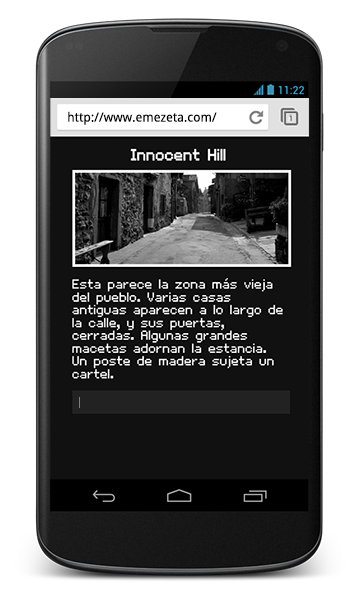 11:22
http://www.emezeta.com/
1
Innocent Hill
Esta parece la zona más vieja
del pueblo. Varias casas
antiguas aparecen a lo largo de
la calle, y sus puertas,
cerradas. Algunas grandes
macetas adornan la estancia.
Un poste de madera sujeta un
cartel.